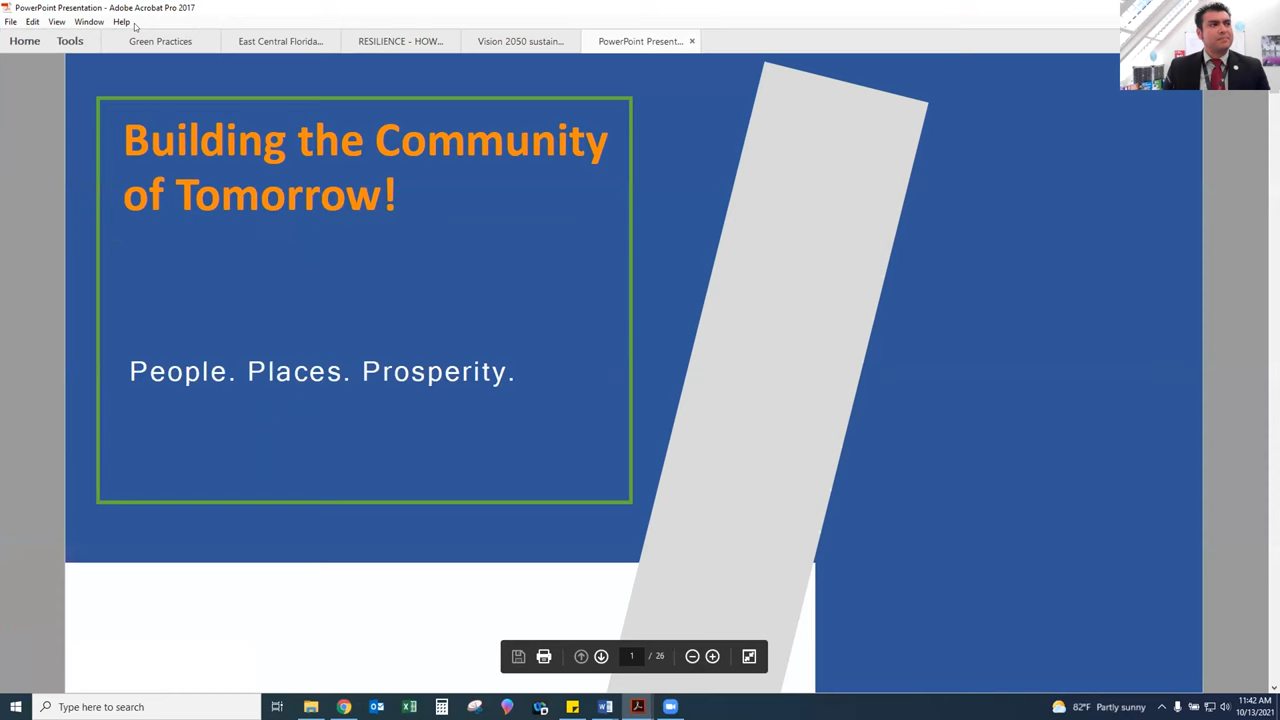 PowerPoint Presentation - Adobe Acrobat Pro 2017
File Edit View Window Help
Home Tools Green Practices East Central Florida... RESILIENCE - HOW... Vision 2050 sustain... PowerPoint Present... ×
Building the Community
of Tomorrow!
People. Places. Prosperity.
1 / 26
Type here to search
82°F Partly sunny
11:42 AM
10/13/2021